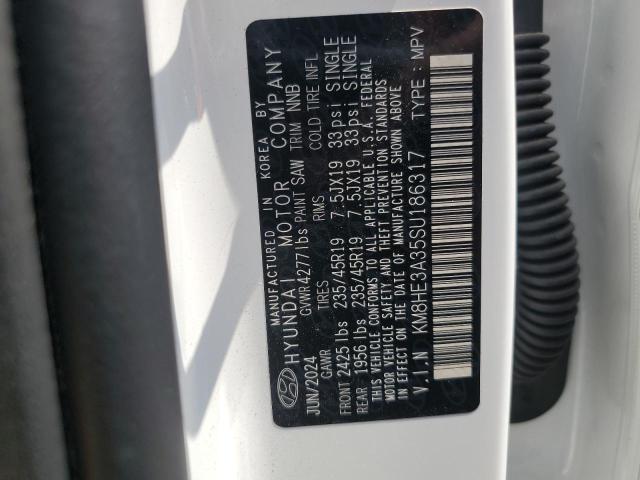 MANUFACTURED IN KOREA BY
HYUNDAI MOTOR COMPANY
JUN/2024 GVWR 4277lbs PAINT SAW TRIM NNB
GAWR TIRES RIMS COLD TIRE INFL
FRONT 2425 lbs 235/45R19 7.5JX19 33psi SINGLE
REAR 1956 lbs 235/45R19 7.5JX19 33psi SINGLE
THIS VEHICLE CONFORMS TO ALL APPLICABLE U.S.A. FEDERAL
MOTOR VEHICLE SAFETY AND THEFT PREVENTION STANDARDS
IN EFFECT ON THE DATE OF MANUFACTURE SHOWN ABOVE
V.I.N KM8HE3A35SU186317 TYPE : MPV